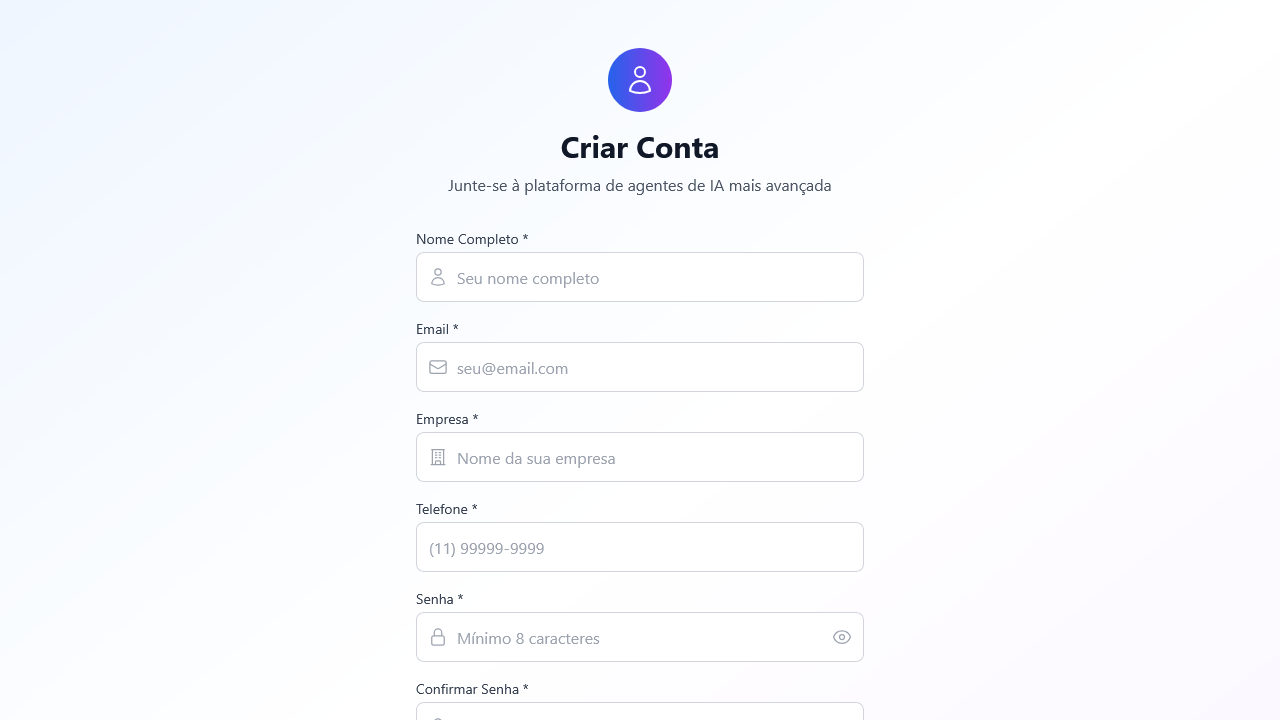 Criar Conta
Junte-se à plataforma de agentes de IA mais avançada
Nome Completo *
Seu nome completo
Email *
seu@email.com
Empresa *
Nome da sua empresa
Telefone *
(11) 99999-9999
Senha *
Mínimo 8 caracteres
Confirmar Senha *